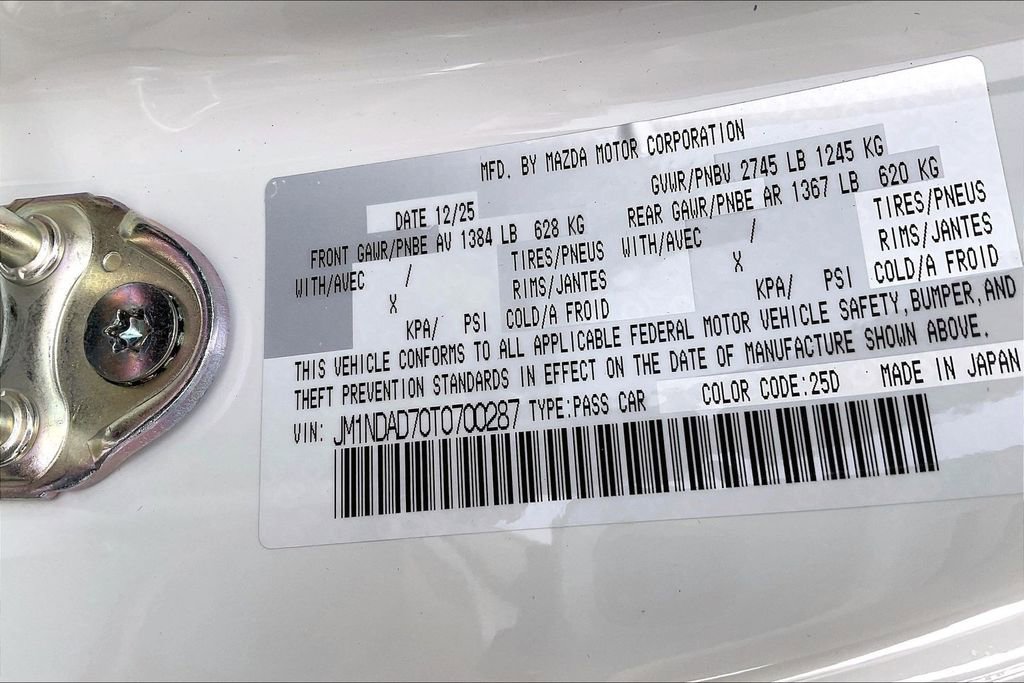 MFD. BY MAZDA MOTOR CORPORATION
DATE 12/25 GVWR/PNBV 2745 LB 1245 KG
FRONT GAWR/PNBE AV 1384 LB 628 KG REAR GAWR/PNBE AR 1367 LB 620 KG
WITH/AVEC / TIRES/PNEUS WITH/AVEC / TIRES/PNEUS
X RIMS/JANTES X RIMS/JANTES
KPA/ PSI COLD/A FROID KPA/ PSI COLD/A FROID
THIS VEHICLE CONFORMS TO ALL APPLICABLE FEDERAL MOTOR VEHICLE SAFETY, BUMPER, AND
THEFT PREVENTION STANDARDS IN EFFECT ON THE DATE OF MANUFACTURE SHOWN ABOVE.
VIN: JM1NDAD70T0700287 TYPE:PASS CAR COLOR CODE:25D MADE IN JAPAN